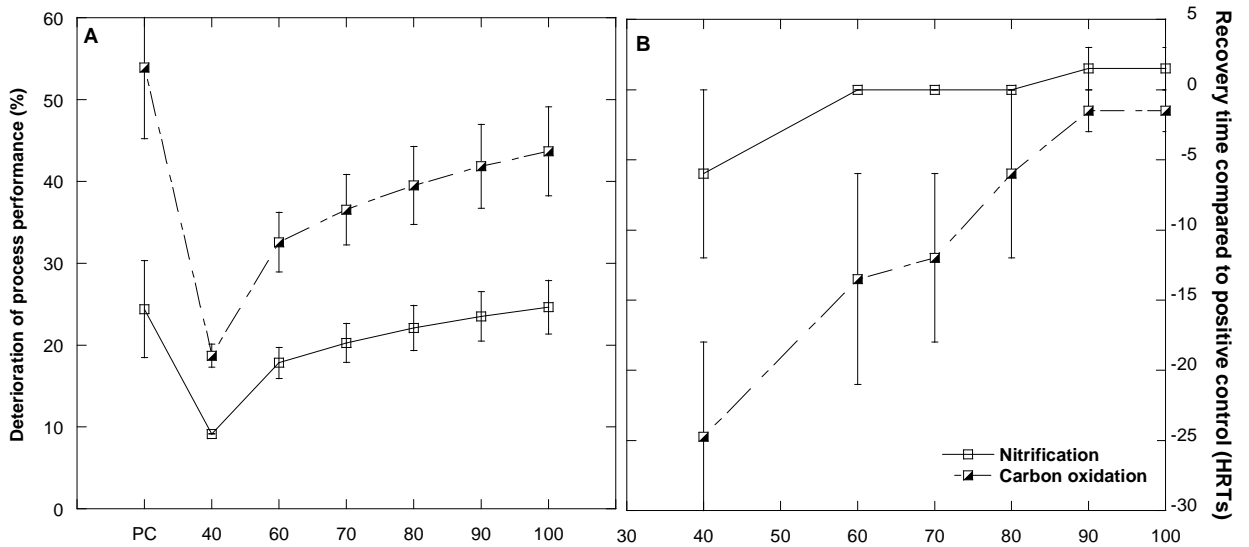 Deterioration of process performance (%)
60
50
40
30
20
10
0
A
PC 40 60 70 80 90 100
B
5
0
-5
-10
-15
-20
-25
-30
30 40 50 60 70 80 90 100
Nitrification
Carbon oxidation
Recovery time compared to positive control (HRTs)